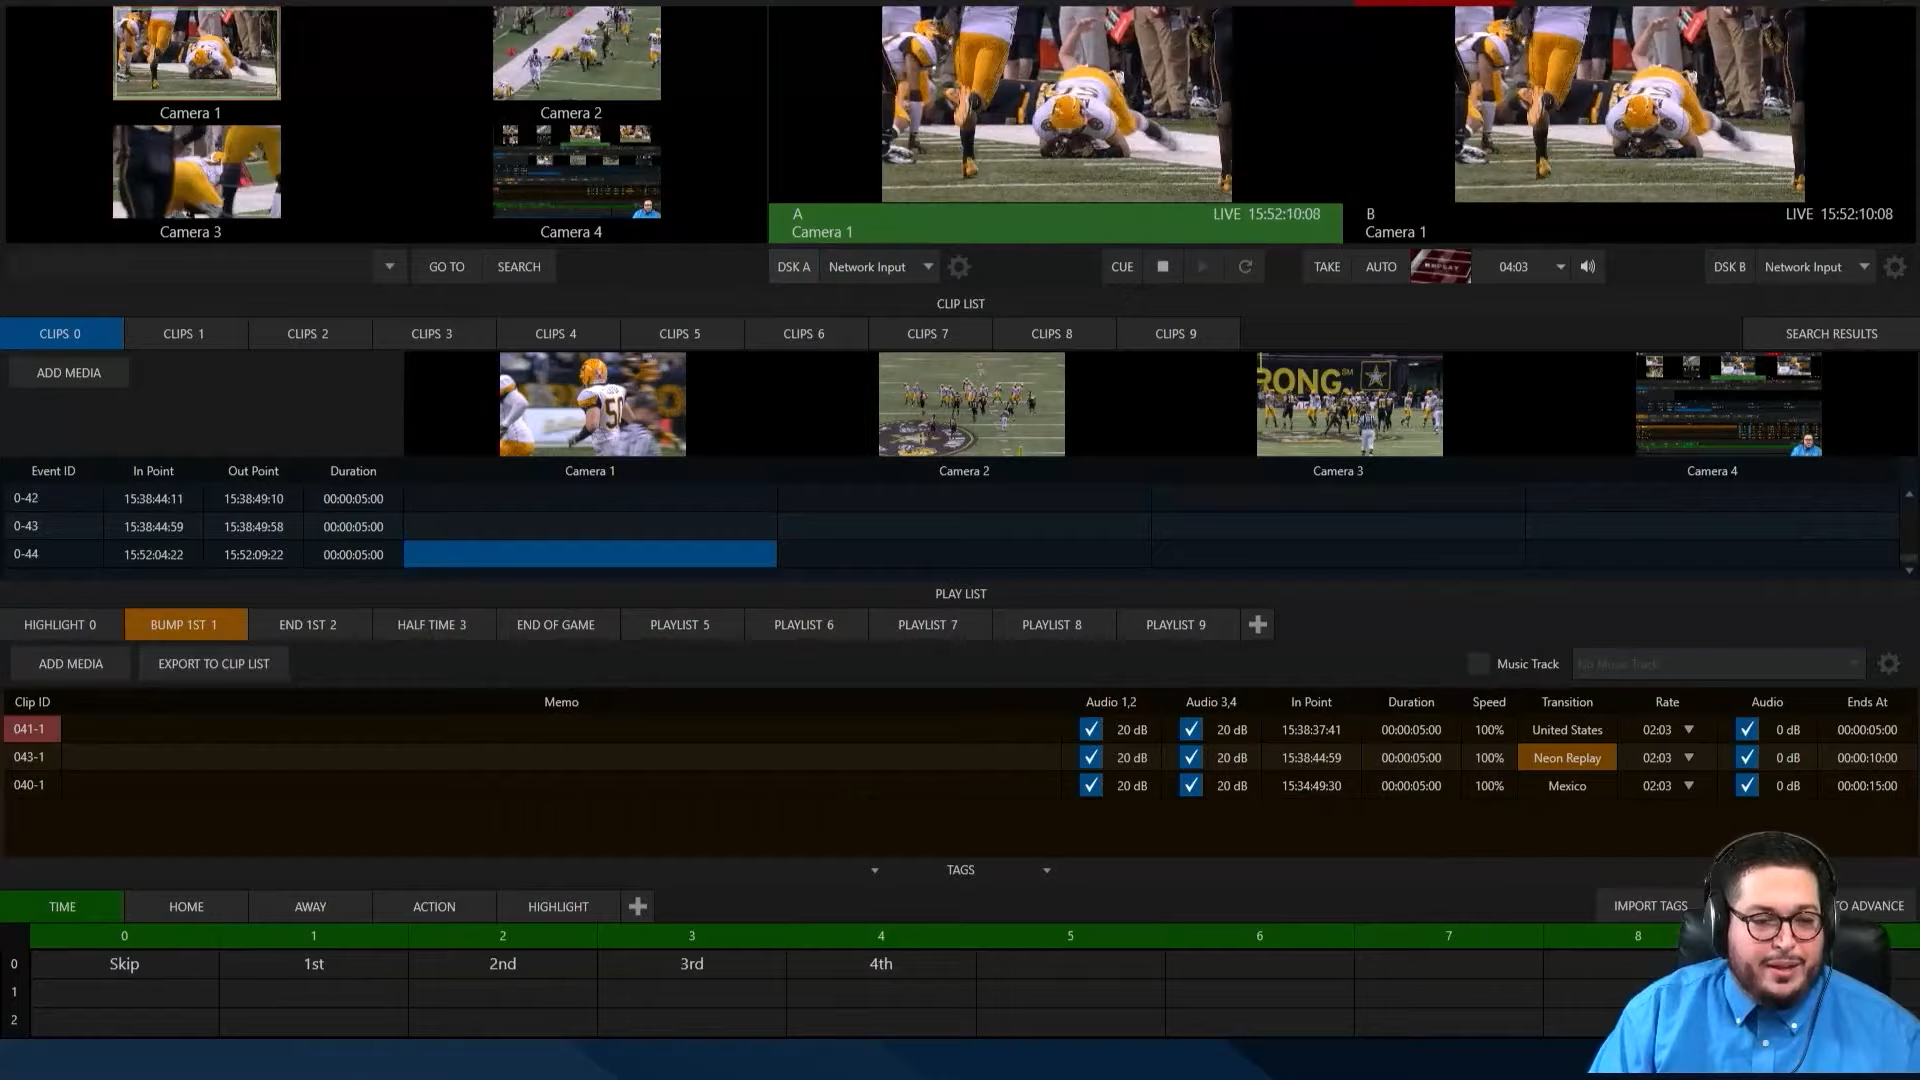 Camera 1
Camera 2
Camera 3
Camera 4
A
LIVE 15:52:10:08
Camera 1
B
LIVE 15:52:10:08
Camera 1
GO TO
SEARCH
DSK A
Network Input
CUE
TAKE
AUTO
REPLAY
04:03
DSK B
Network Input
CLIP LIST
CLIPS 0
CLIPS 1
CLIPS 2
CLIPS 3
CLIPS 4
CLIPS 5
CLIPS 6
CLIPS 7
CLIPS 8
CLIPS 9
SEARCH RESULTS
ADD MEDIA
50
RONG. SM
Event ID In Point Out Point Duration Camera 1 Camera 2 Camera 3 Camera 4
0-42 15:38:44:11 15:38:49:10 00:00:05:00
0-43 15:38:44:59 15:38:49:58 00:00:05:00
0-44 15:52:04:22 15:52:09:22 00:00:05:00
PLAY LIST
HIGHLIGHT 0
BUMP 1ST 1
END 1ST 2
HALF TIME 3
END OF GAME
PLAYLIST 5
PLAYLIST 6
PLAYLIST 7
PLAYLIST 8
PLAYLIST 9
ADD MEDIA
EXPORT TO CLIP LIST
Music Track
No Music Track
Clip ID Memo Audio 1,2 Audio 3,4 In Point Duration Speed Transition Rate Audio Ends At
041-1 20 dB 20 dB 15:38:37:41 00:00:05:00 100% United States 02:03 0 dB 00:00:05:00
043-1 20 dB 20 dB 15:38:44:59 00:00:05:00 100% Neon Replay 02:03 0 dB 00:00:10:00
040-1 20 dB 20 dB 15:34:49:30 00:00:05:00 100% Mexico 02:03 0 dB 00:00:15:00
TAGS
TIME
HOME
AWAY
ACTION
HIGHLIGHT
IMPORT TAGS
TO ADVANCE
0 1 2 3 4 5 6 7 8
0 Skip 1st 2nd 3rd 4th
1
2